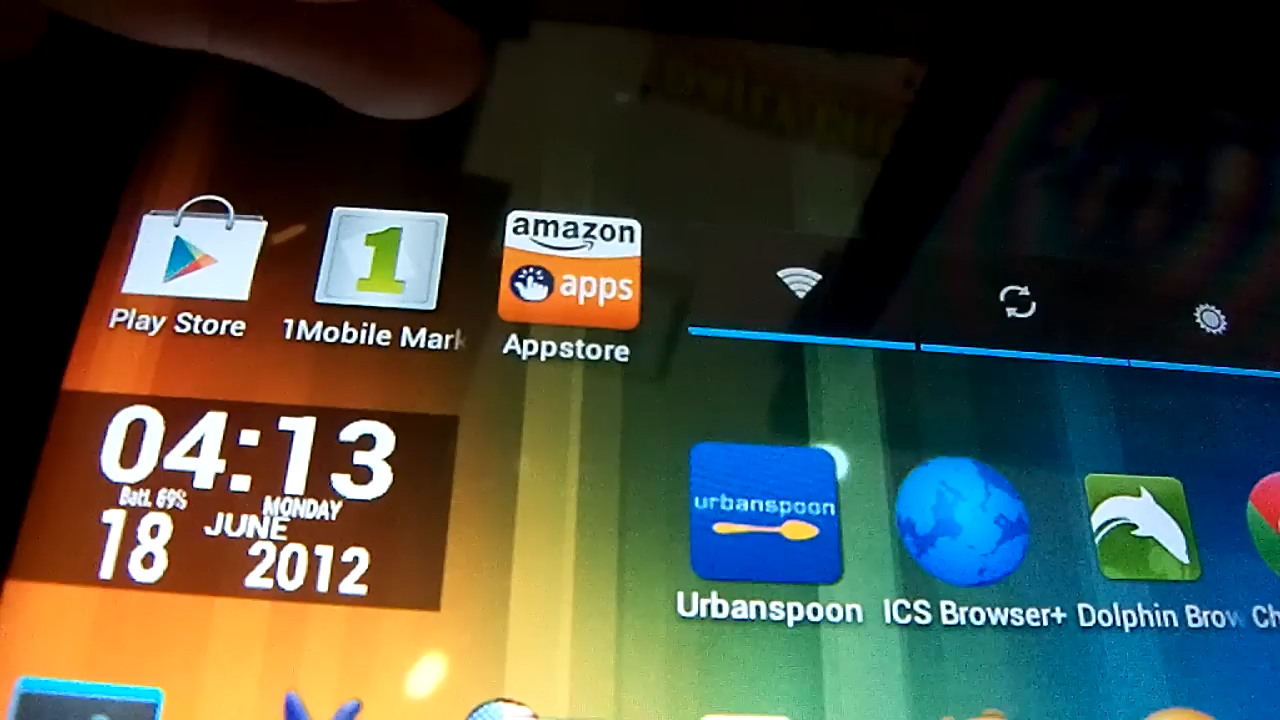 amazon
apps
Play Store
1Mobile Mark
Appstore
04:13
Batt. 69%
MONDAY
18 JUNE 2012
urbanspoon
Urbanspoon
ICS Browser+
Dolphin Brow
Ch